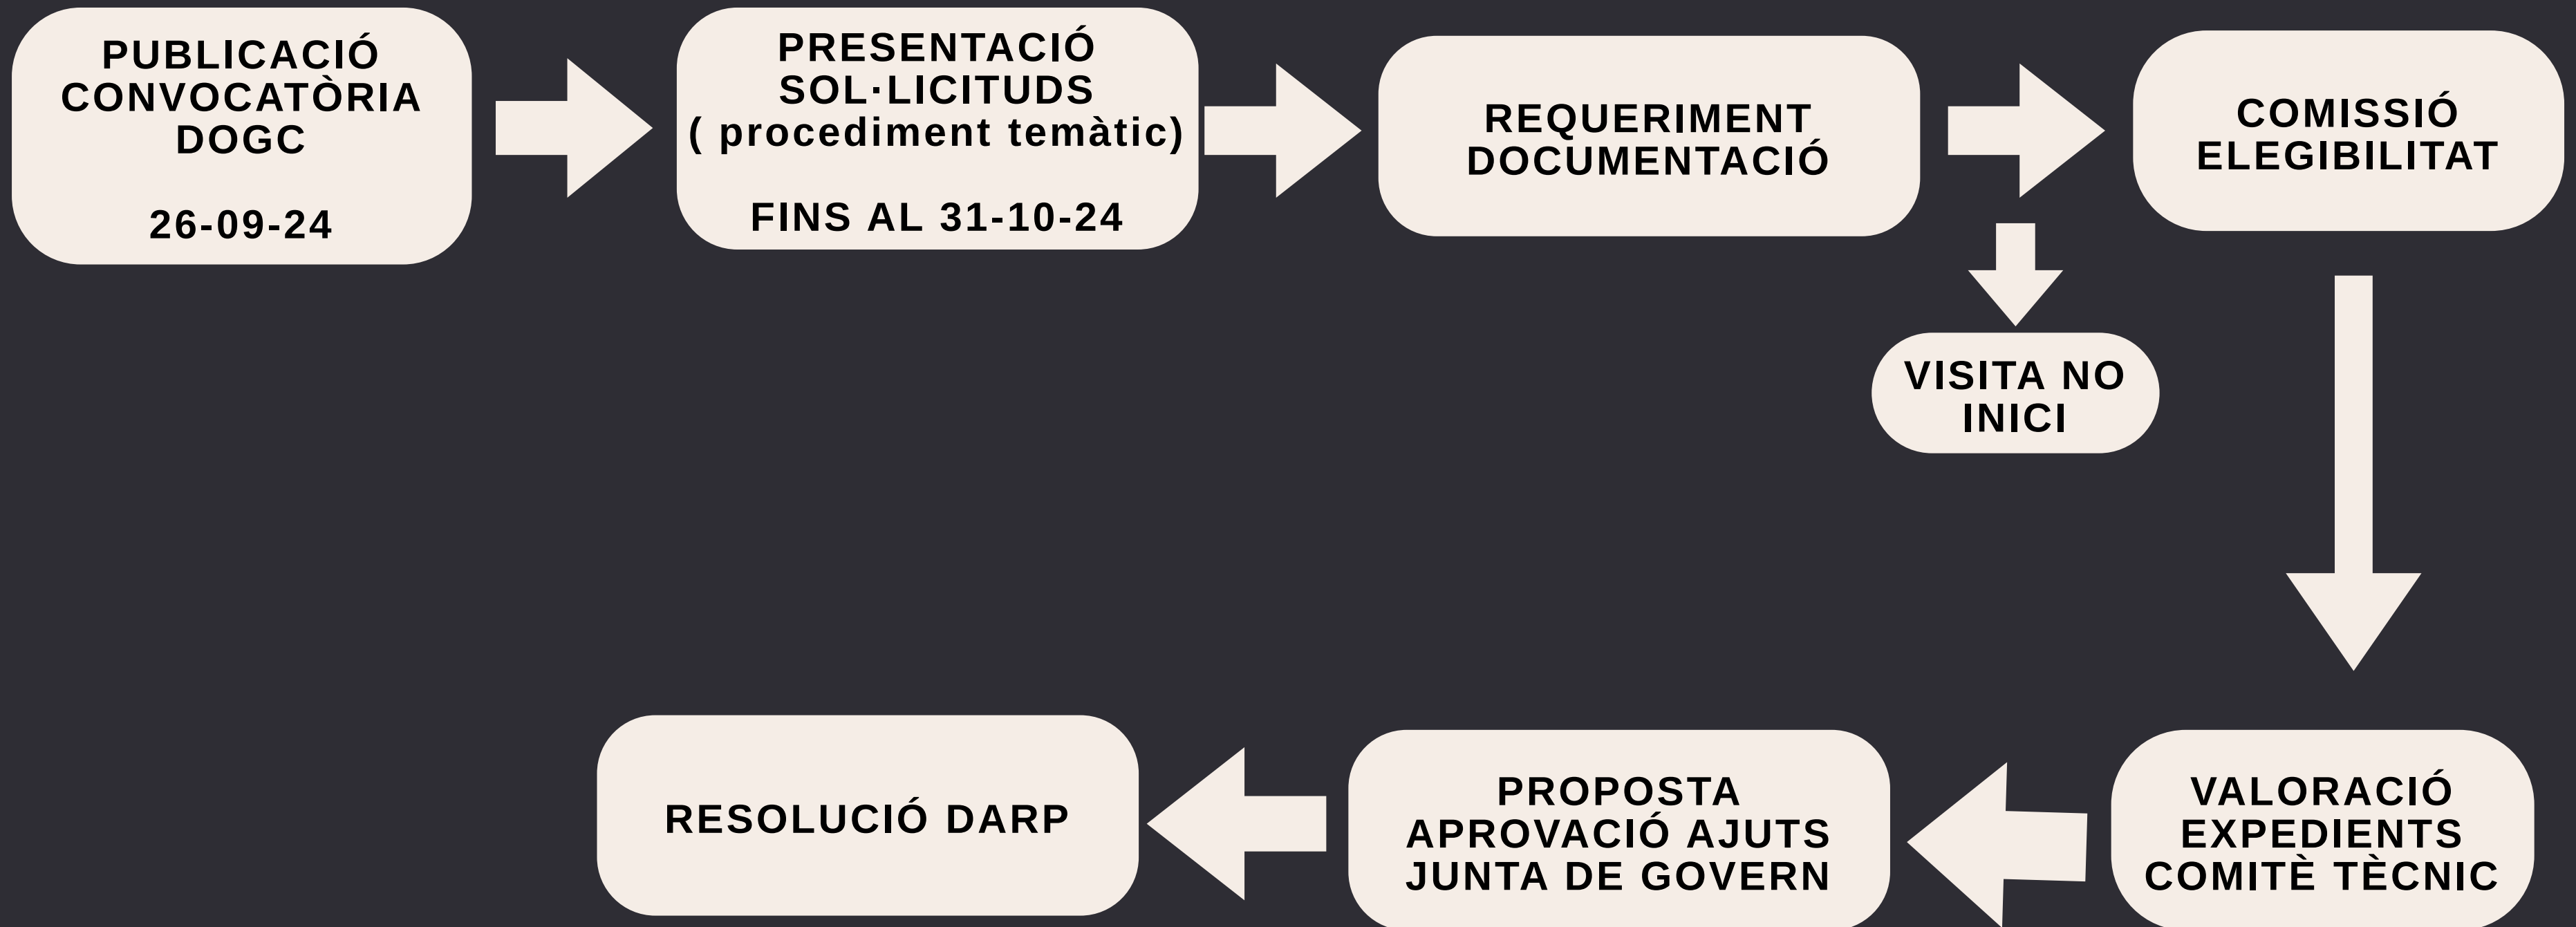 PUBLICACIÓ
CONVOCATÒRIA
DOGC
26-09-24
PRESENTACIÓ
SOL·LICITUDS
( procediment temàtic)
FINS AL 31-10-24
REQUERIMENT
DOCUMENTACIÓ
COMISSIÓ
ELEGIBILITAT
VISITA NO
INICI
VALORACIÓ
EXPEDIENTS
COMITÈ TÈCNIC
PROPOSTA
APROVACIÓ AJUTS
JUNTA DE GOVERN
RESOLUCIÓ DARP